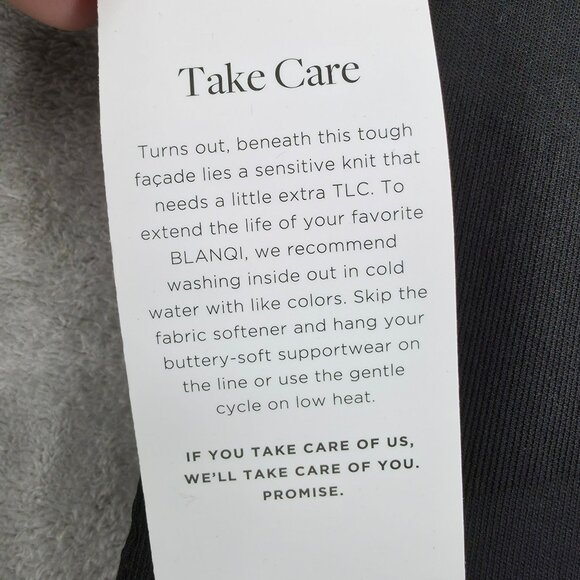 Take Care
Turns out, beneath this tough
façade lies a sensitive knit that
needs a little extra TLC. To
extend the life of your favorite
BLANQI, we recommend
washing inside out in cold
water with like colors. Skip the
fabric softener and hang your
buttery-soft supportwear on
the line or use the gentle
cycle on low heat.
IF YOU TAKE CARE OF US,
WE'LL TAKE CARE OF YOU.
PROMISE.